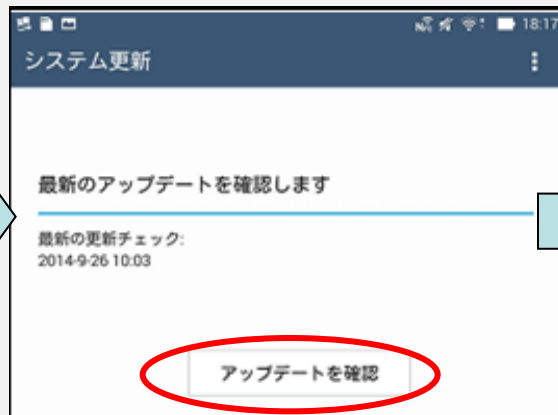 18:17
システム更新
最新のアップデートを確認します
最新の更新チェック:
2014-9-26 10:03
アップデートを確認